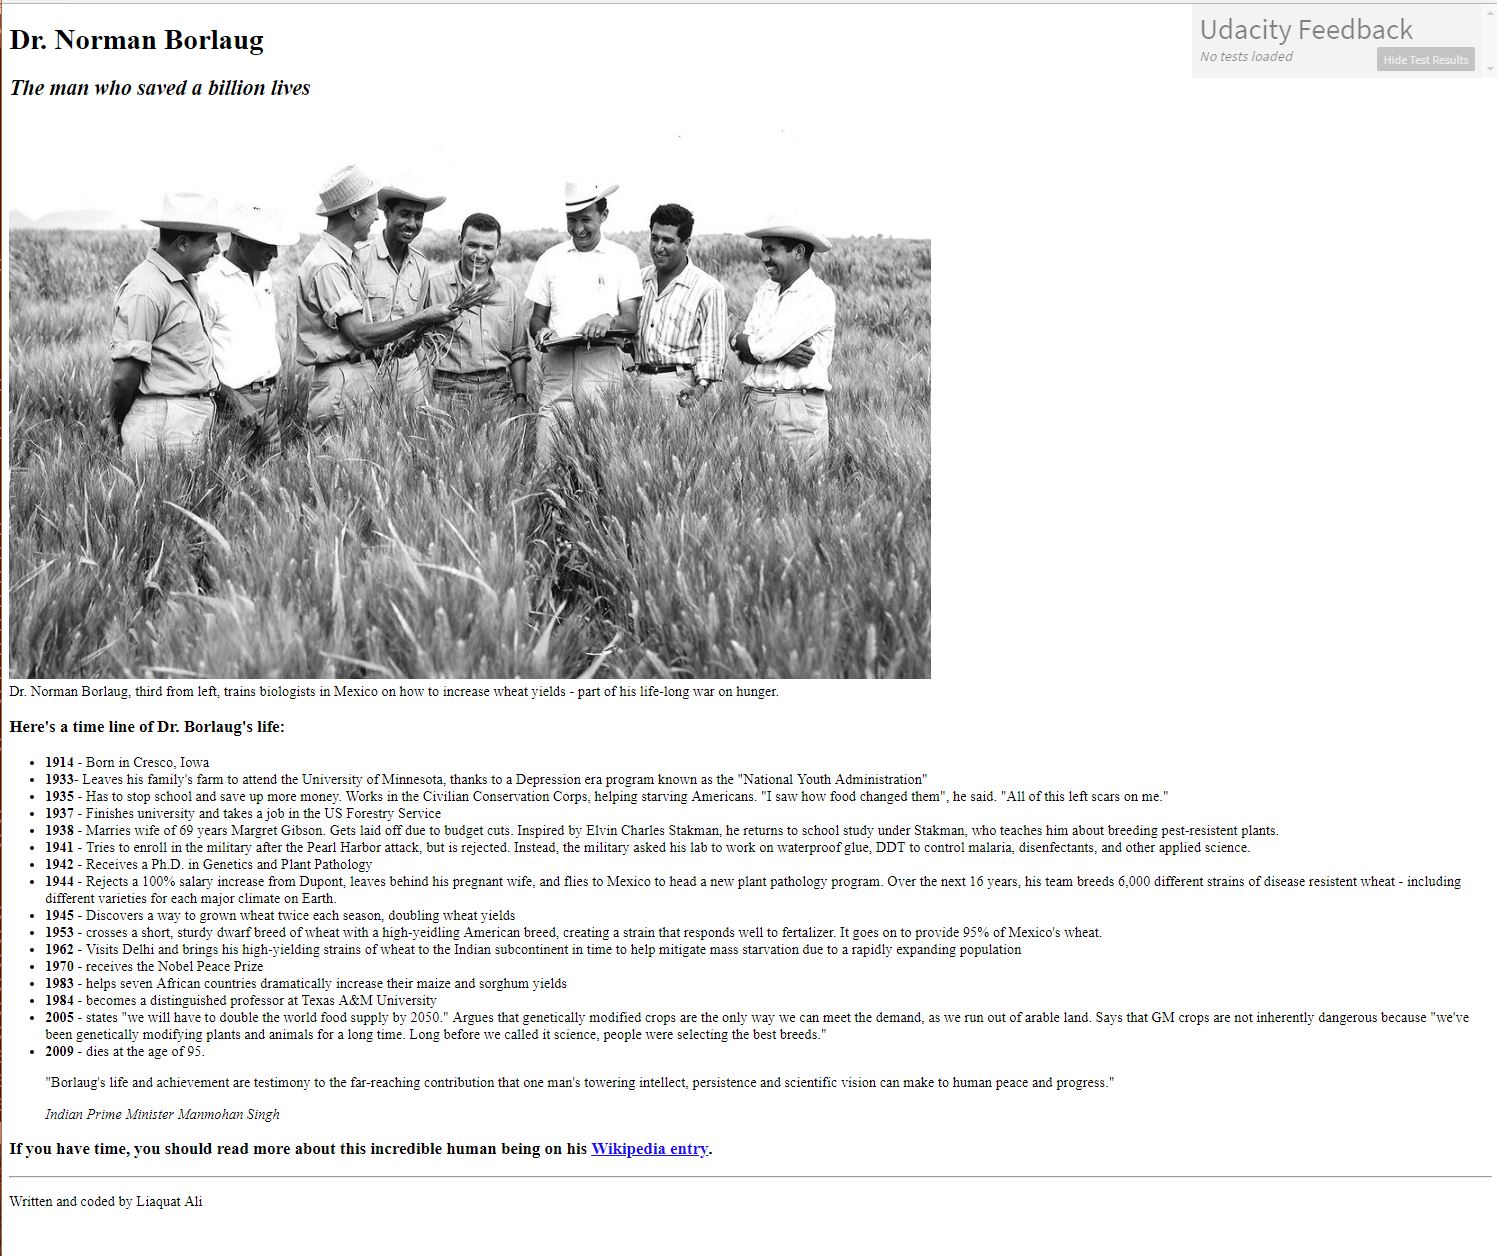 Dr. Norman Borlaug
Udacity Feedback
No tests loaded
Hide Test Results
The man who saved a billion lives
Dr. Norman Borlaug, third from left, trains biologists in Mexico on how to increase wheat yields - part of his life-long war on hunger.
Here's a time line of Dr. Borlaug's life:
1914 - Born in Cresco, Iowa
1933- Leaves his family's farm to attend the University of Minnesota, thanks to a Depression era program known as the "National Youth Administration"
1935 - Has to stop school and save up more money. Works in the Civilian Conservation Corps, helping starving Americans. "I saw how food changed them", he said. "All of this left scars on me."
1937 - Finishes university and takes a job in the US Forestry Service
1938 - Marries wife of 69 years Margret Gibson. Gets laid off due to budget cuts. Inspired by Elvin Charles Stakman, he returns to school study under Stakman, who teaches him about breeding pest-resistent plants.
1941 - Tries to enroll in the military after the Pearl Harbor attack, but is rejected. Instead, the military asked his lab to work on waterproof glue, DDT to control malaria, disenfectants, and other applied science.
1942 - Receives a Ph.D. in Genetics and Plant Pathology
1944 - Rejects a 100% salary increase from Dupont, leaves behind his pregnant wife, and flies to Mexico to head a new plant pathology program. Over the next 16 years, his team breeds 6,000 different strains of disease resistent wheat - including
different varieties for each major climate on Earth.
1945 - Discovers a way to grown wheat twice each season, doubling wheat yields
1953 - crosses a short, sturdy dwarf breed of wheat with a high-yeidling American breed, creating a strain that responds well to fertalizer. It goes on to provide 95% of Mexico's wheat.
1962 - Visits Delhi and brings his high-yielding strains of wheat to the Indian subcontinent in time to help mitigate mass starvation due to a rapidly expanding population
1970 - receives the Nobel Peace Prize
1983 - helps seven African countries dramatically increase their maize and sorghum yields
1984 - becomes a distinguished professor at Texas A&M University
2005 - states "we will have to double the world food supply by 2050." Argues that genetically modified crops are the only way we can meet the demand, as we run out of arable land. Says that GM crops are not inherently dangerous because "we've
been genetically modifying plants and animals for a long time. Long before we called it science, people were selecting the best breeds."
2009 - dies at the age of 95.
"Borlaug's life and achievement are testimony to the far-reaching contribution that one man's towering intellect, persistence and scientific vision can make to human peace and progress."
Indian Prime Minister Manmohan Singh
If you have time, you should read more about this incredible human being on his Wikipedia entry.
Written and coded by Liaquat Ali